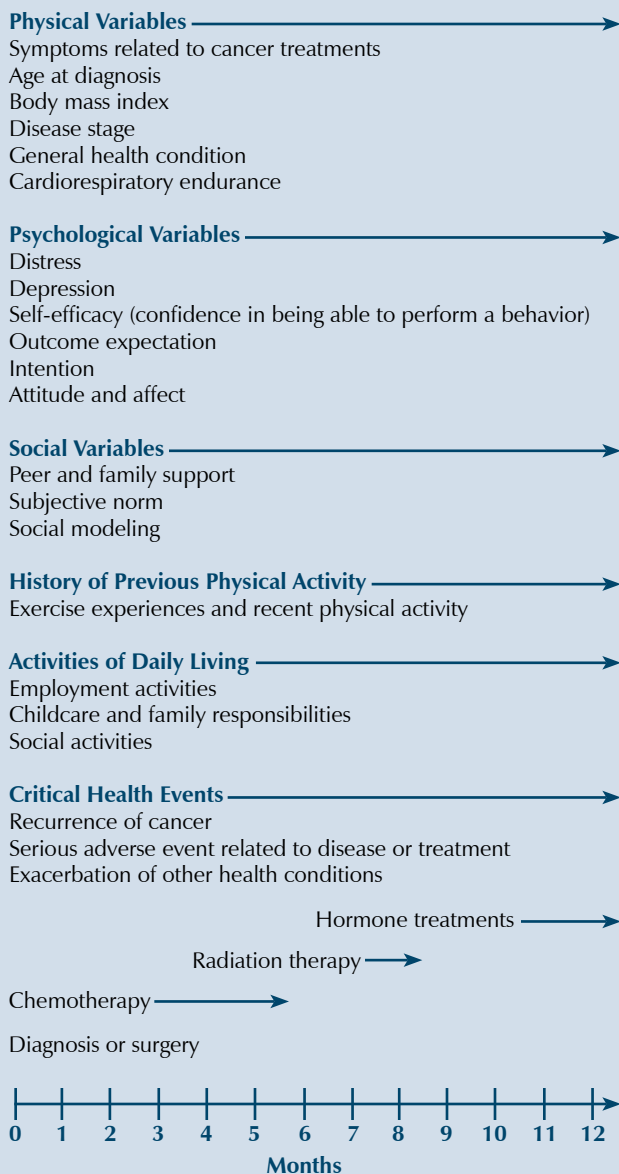 Physical Variables
Symptoms related to cancer treatments
Age at diagnosis
Body mass index
Disease stage
General health condition
Cardiorespiratory endurance
Psychological Variables
Distress
Depression
Self-efficacy (confidence in being able to perform a behavior)
Outcome expectation
Intention
Attitude and affect
Social Variables
Peer and family support
Subjective norm
Social modeling
History of Previous Physical Activity
Exercise experiences and recent physical activity
Activities of Daily Living
Employment activities
Childcare and family responsibilities
Social activities
Critical Health Events
Recurrence of cancer
Serious adverse event related to disease or treatment
Exacerbation of other health conditions
Hormone treatments
Radiation therapy
Chemotherapy
Diagnosis or surgery
0 1 2 3 4 5 6 7 8 9 10 11 12
Months